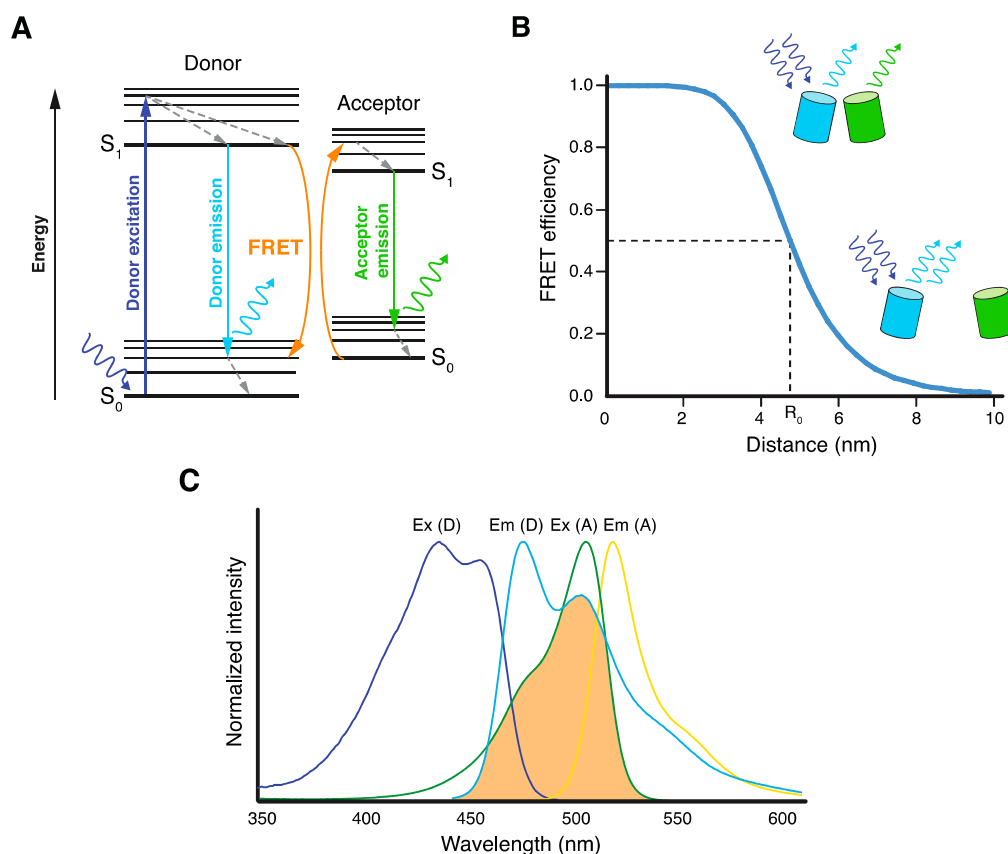 A
Donor
Acceptor
S1
S1
Energy
Donor excitation
Donor emission
FRET
Acceptor
emission
S0
S0
B
FRET efficiency
1.0
0.8
0.6
0.4
0.2
0.0
0
2
4
R0
6
8
10
Distance (nm)
C
Ex (D)
Em (D)
Ex (A)
Em (A)
Normalized intensity
350
400
450
500
550
600
Wavelength (nm)